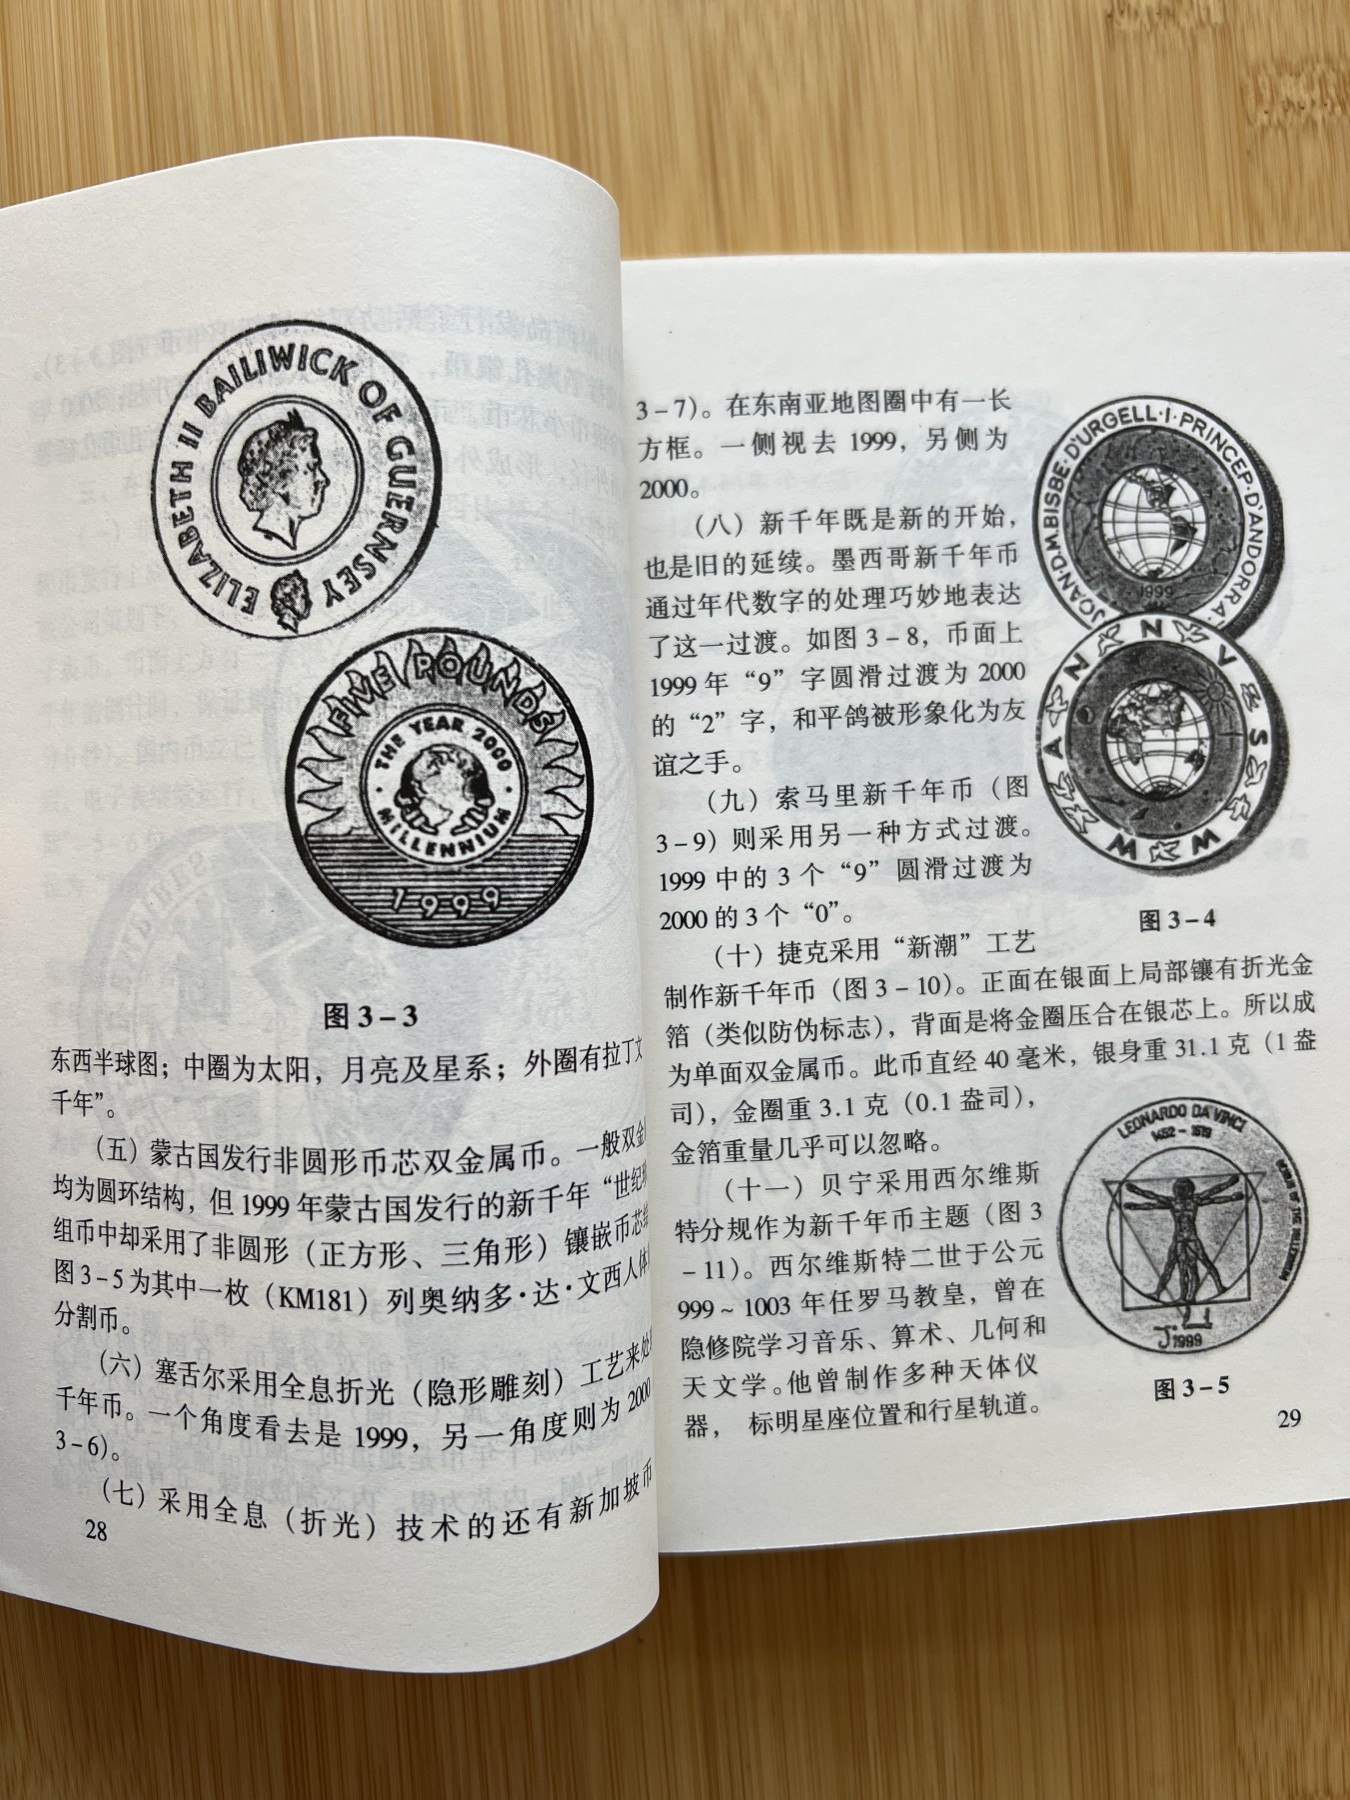 ELIZABETH II BAILIWICK OF GUERNSEY
FIVE POUNDS
THE YEAR 2000
MILLENNIUM
1999
图 3－3
东西半球图；中圈为太阳，月亮及星系；外圈有拉丁文
千年”。
（五）蒙古国发行非圆形币芯双金属币。一般双金
均为圆环结构，但 1999 年蒙古国发行的新千年“世纪
组币中却采用了非圆形（正方形、三角形）镶嵌币芯
图 3－5 为其中一枚（KM181）列奥纳多·达·文西人体
分割币。
（六）塞舌尔采用全息折光（隐形雕刻）工艺来处
千年币。一个角度看去是 1999，另一角度则为 2000
3－6）。
（七）采用全息（折光）技术的还有新加坡币
28
3－7）。在东南亚地图圈中有一长
方框。一侧视去 1999，另侧为
2000。
（八）新千年既是新的开始，
也是旧的延续。墨西哥新千年币
通过年代数字的处理巧妙地表达
了这一过渡。如图 3－8，币面上
1999 年“9”字圆滑过渡为 2000
的“2”字，和平鸽被形象化为友
谊之手。
（九）索马里新千年币（图
3－9）则采用另一种方式过渡。
1999 中的 3 个“9”圆滑过渡为
2000 的 3 个“0”。
（十）捷克采用“新潮”工艺
制作新千年币（图 3－10）。正面在银面上局部镶有折光金
箔（类似防伪标志），背面是将金圈压合在银芯上。所以成
为单面双金属币。此币直经 40 毫米，银身重 31.1 克（1 盎
司），金圈重 3.1 克（0.1 盎司），
金箔重量几乎可以忽略。
（十一）贝宁采用西尔维斯
特分规作为新千年币主题（图 3
－11）。西尔维斯特二世于公元
999～1003 年任罗马教皇，曾在
隐修院学习音乐、算术、几何和
天文学。他曾制作多种天体仪
器， 标明星座位置和行星轨道。
JOAN D.M. BISBE D'URGELL·I·PRINCEP D'ANDORRA
1999
ANNVS
MM
图 3－4
LEONARDO DA VINCI
1452－1519
1999
图 3－5
29